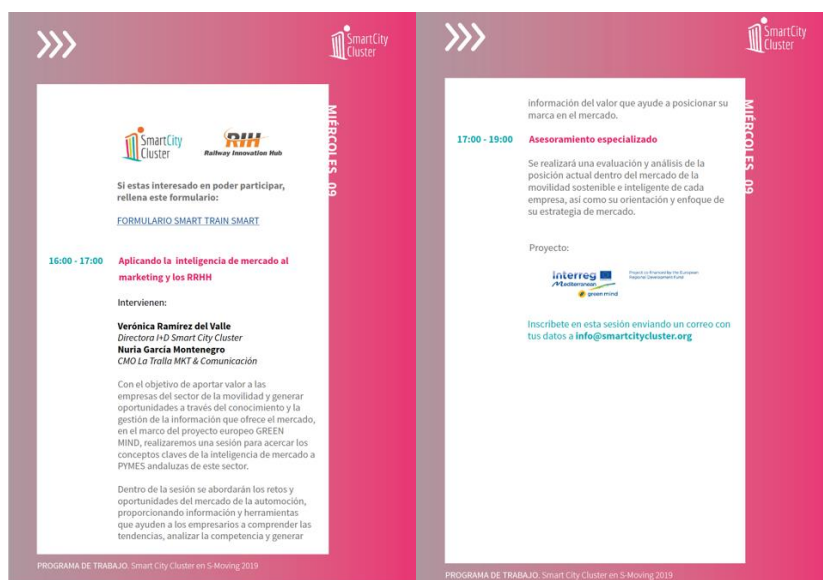 SmartCity
Cluster
MIÉRCOLES 09
SmartCity
Cluster
RIH
Railway Innovation Hub
Si estas interesado en poder participar,
rellena este formulario:
FORMULARIO SMART TRAIN SMART
16:00 - 17:00 Aplicando la inteligencia de mercado al
marketing y los RRHH
Intervienen:
Verónica Ramírez del Valle
Directora I+D Smart City Cluster
Nuria García Montenegro
CMO La Tralla MKT & Comunicación
Con el objetivo de aportar valor a las
empresas del sector de la movilidad y generar
oportunidades a través del conocimiento y la
gestión de la información que ofrece el mercado,
en el marco del proyecto europeo GREEN
MIND, realizaremos una sesión para acercar los
conceptos claves de la inteligencia de mercado a
PYMES andaluzas de este sector.
Dentro de la sesión se abordarán los retos y
oportunidades del mercado de la automoción,
proporcionando información y herramientas
que ayuden a los empresarios a comprender las
tendencias, analizar la competencia y generar
PROGRAMA DE TRABAJO. Smart City Cluster en S-Moving 2019
SmartCity
Cluster
MIÉRCOLES 09
información del valor que ayude a posicionar su
marca en el mercado.
17:00 - 19:00 Asesoramiento especializado
Se realizará una evaluación y análisis de la
posición actual dentro del mercado de la
movilidad sostenible e inteligente de cada
empresa, así como su orientación y enfoque de
su estrategia de mercado.
Proyecto:
Interreg
Mediterranean
green mind
Project co-financed by the European
Regional Development Fund
Inscríbete en esta sesión enviando un correo con
tus datos a info@smartcitycluster.org
PROGRAMA DE TRABAJO. Smart City Cluster en S-Moving 2019